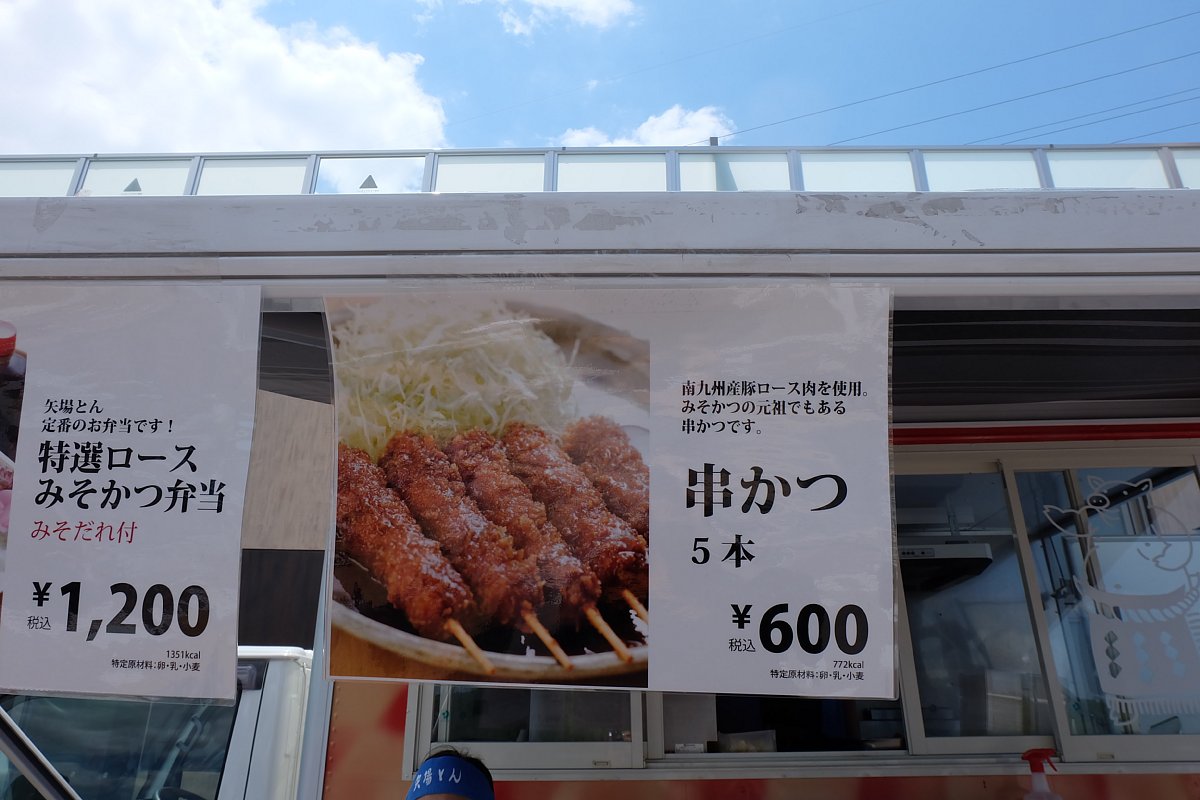 矢場とん
定番のお弁当です！
特選ロース
みそかつ弁当
みそだれ付
¥1,200
税込
1351kcal
特定原材料：卵・乳・小麦
南九州産豚ロース肉を使用。
みそかつの元祖でもある
串かつです。
串かつ
5本
¥600
税込
772kcal
特定原材料：卵・乳・小麦
矢場とん